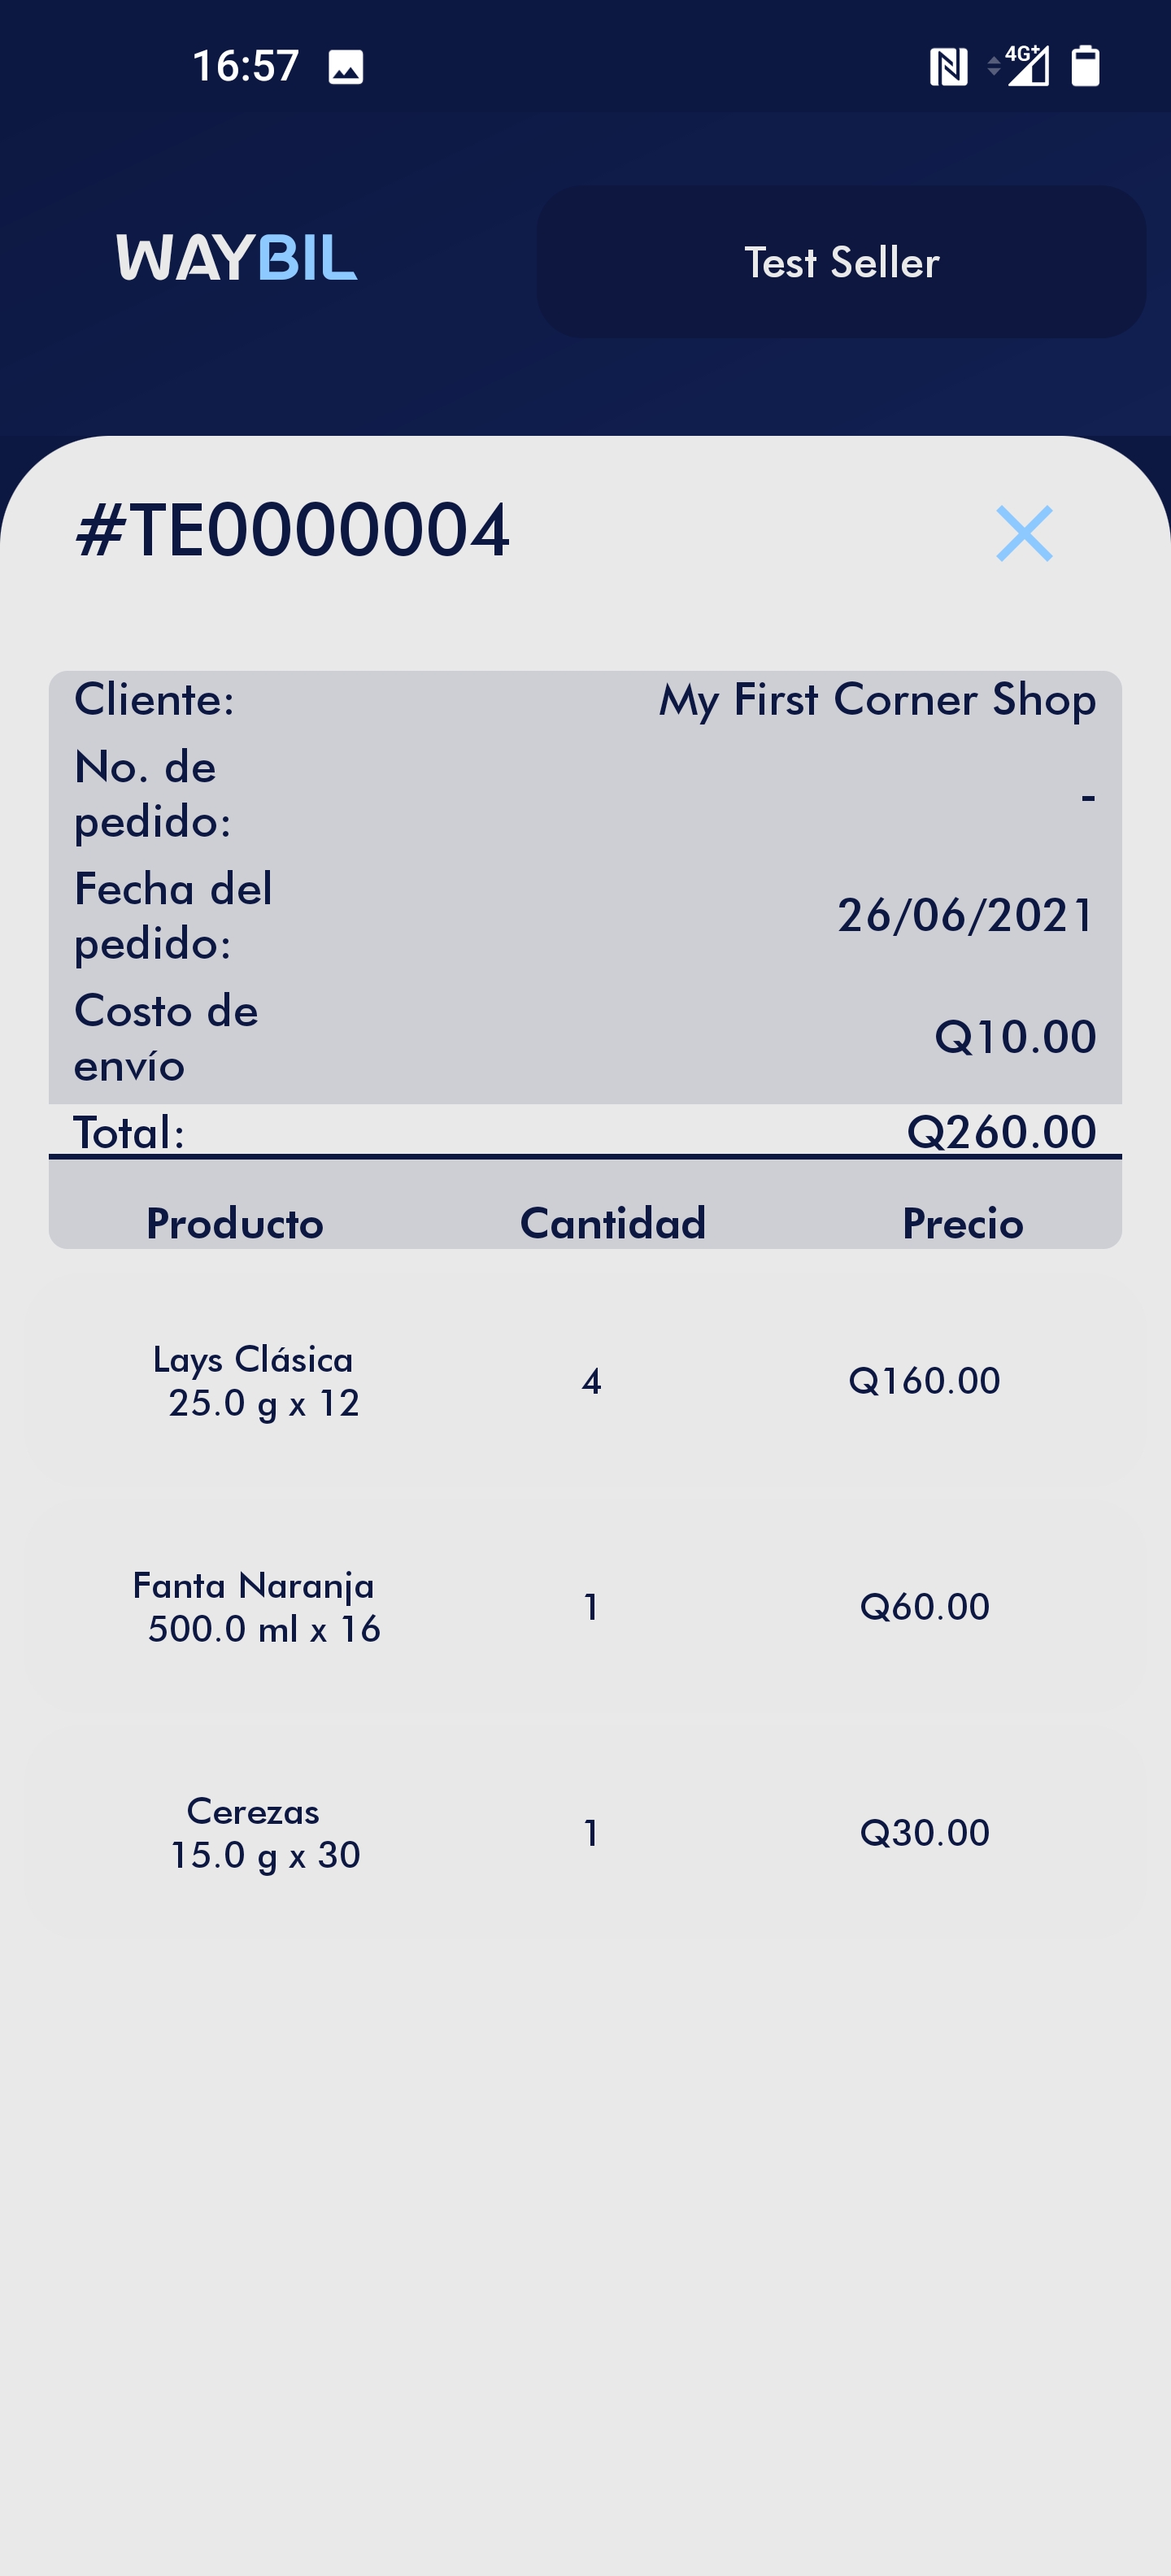 16:57
4G+
WAYBIL
Test Seller
#TE0000004
Cliente: My First Corner Shop
No. de
pedido:
-
Fecha del
pedido:
26/06/2021
Costo de
envío
Q10.00
Total: Q260.00
Producto Cantidad Precio
Lays Clásica
25.0 g x 12
4
Q160.00
Fanta Naranja
500.0 ml x 16
1
Q60.00
Cerezas
15.0 g x 30
1
Q30.00